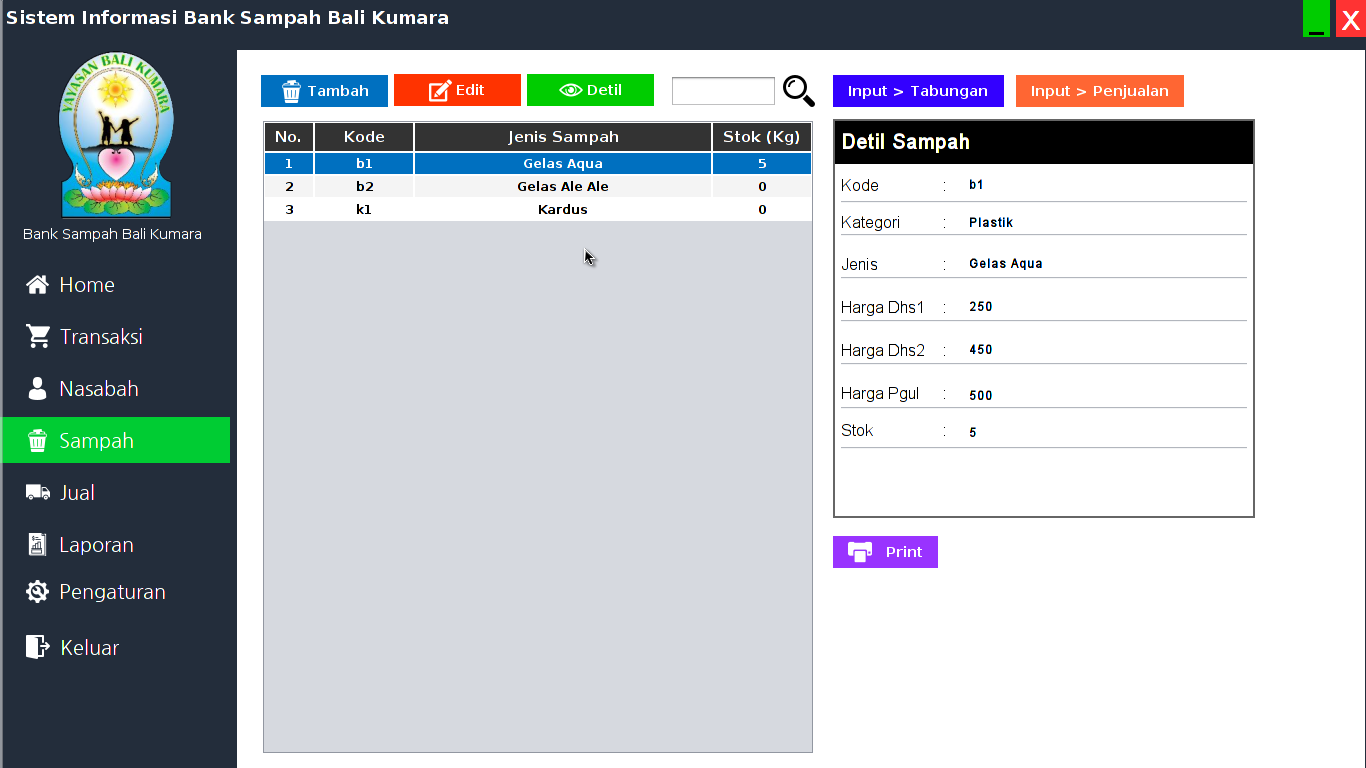 Sistem Informasi Bank Sampah Bali Kumara
_ X
YAYASAN BALI KUMARA
Bank Sampah Bali Kumara
Home
Transaksi
Nasabah
Sampah
Jual
Laporan
Pengaturan
Keluar
Tambah Edit Detil
Input > Tabungan Input > Penjualan
No. Kode Jenis Sampah Stok (Kg)
1 b1 Gelas Aqua 5
2 b2 Gelas Ale Ale 0
3 k1 Kardus 0
Detil Sampah
Kode : b1
Kategori : Plastik
Jenis : Gelas Aqua
Harga Dhs1 : 250
Harga Dhs2 : 450
Harga Pgul : 500
Stok : 5
Print